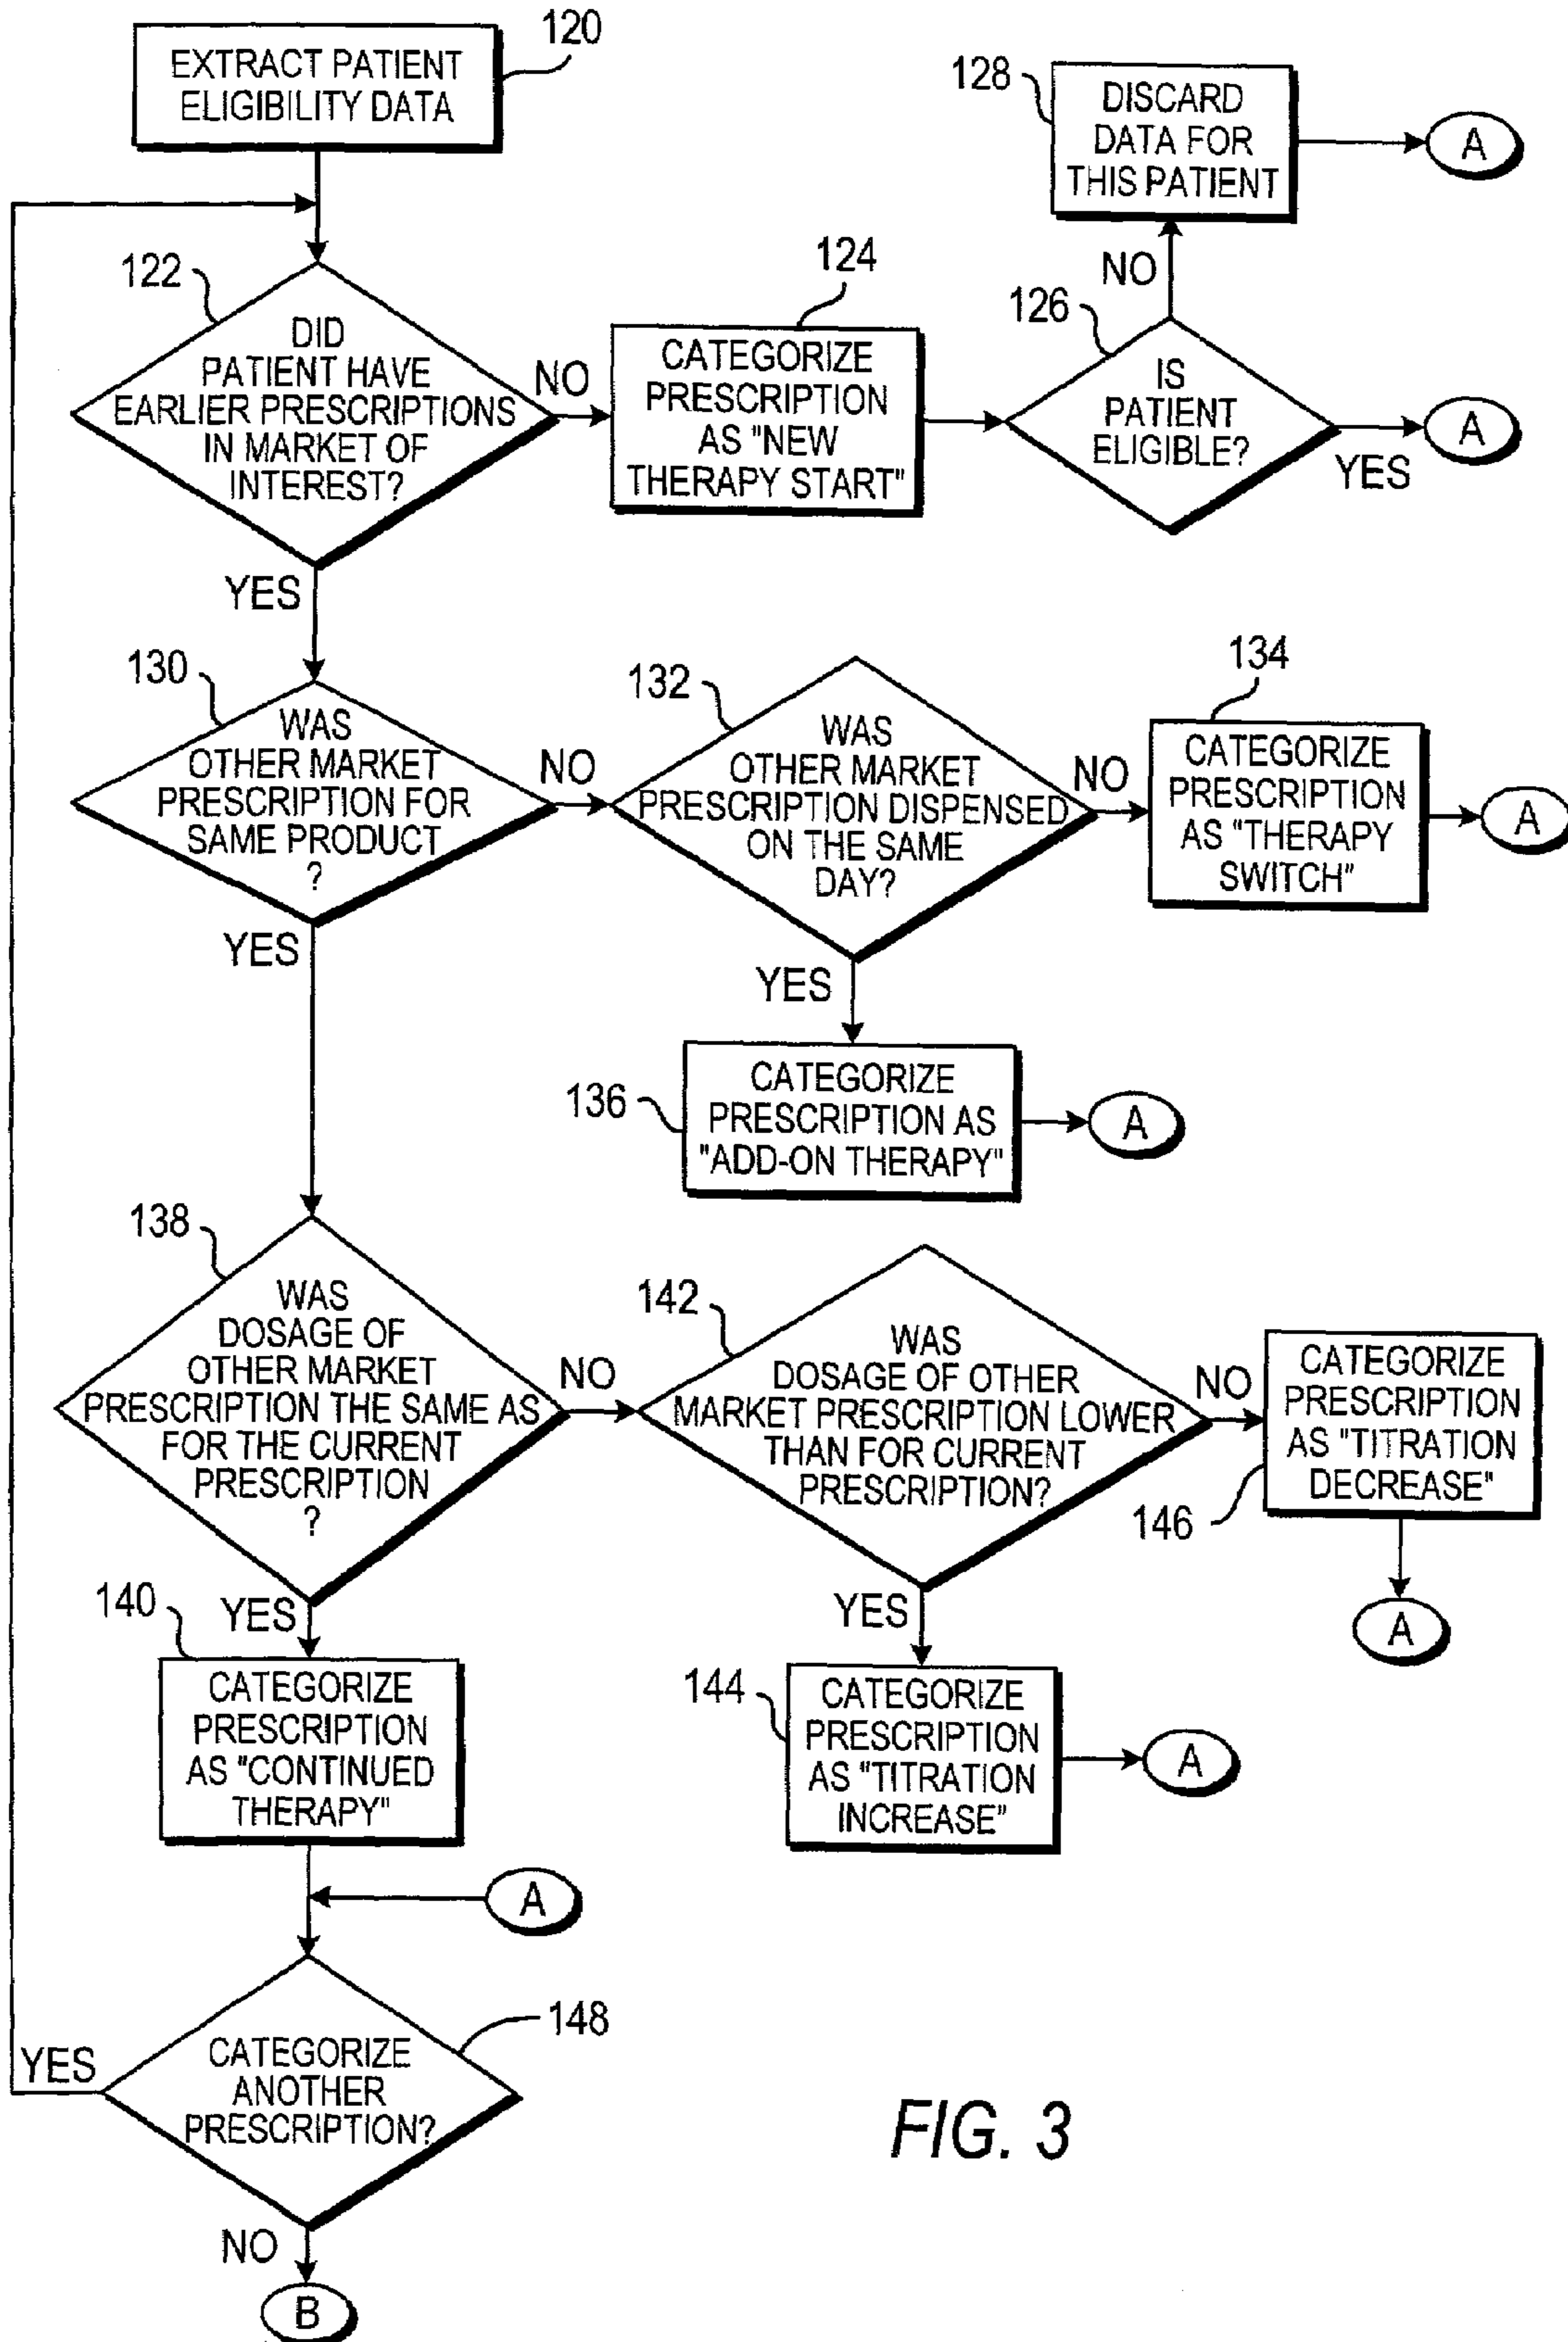 120
EXTRACT PATIENT
ELIGIBILITY DATA
128
DISCARD
DATA FOR
THIS PATIENT
A
NO
122
DID
PATIENT HAVE
EARLIER PRESCRIPTIONS
IN MARKET OF
INTEREST?
NO
124
CATEGORIZE
PRESCRIPTION
AS "NEW
THERAPY START"
126
IS
PATIENT
ELIGIBLE?
YES
A
YES
130
WAS
OTHER MARKET
PRESCRIPTION FOR
SAME PRODUCT
?
NO
132
WAS
OTHER MARKET
PRESCRIPTION DISPENSED
ON THE SAME
DAY?
NO
134
CATEGORIZE
PRESCRIPTION
AS "THERAPY
SWITCH"
A
YES
YES
136
CATEGORIZE
PRESCRIPTION AS
"ADD-ON THERAPY"
A
138
WAS
DOSAGE OF
OTHER MARKET
PRESCRIPTION THE SAME AS
FOR THE CURRENT
PRESCRIPTION
?
NO
142
WAS
DOSAGE OF OTHER
MARKET PRESCRIPTION LOWER
THAN FOR CURRENT
PRESCRIPTION?
NO
CATEGORIZE
PRESCRIPTION
AS "TITRATION
DECREASE"
146
A
YES
140
CATEGORIZE
PRESCRIPTION
AS "CONTINUED
THERAPY"
YES
144
CATEGORIZE
PRESCRIPTION
AS "TITRATION
INCREASE"
A
A
148
CATEGORIZE
ANOTHER
PRESCRIPTION?
YES
NO
B
FIG. 3